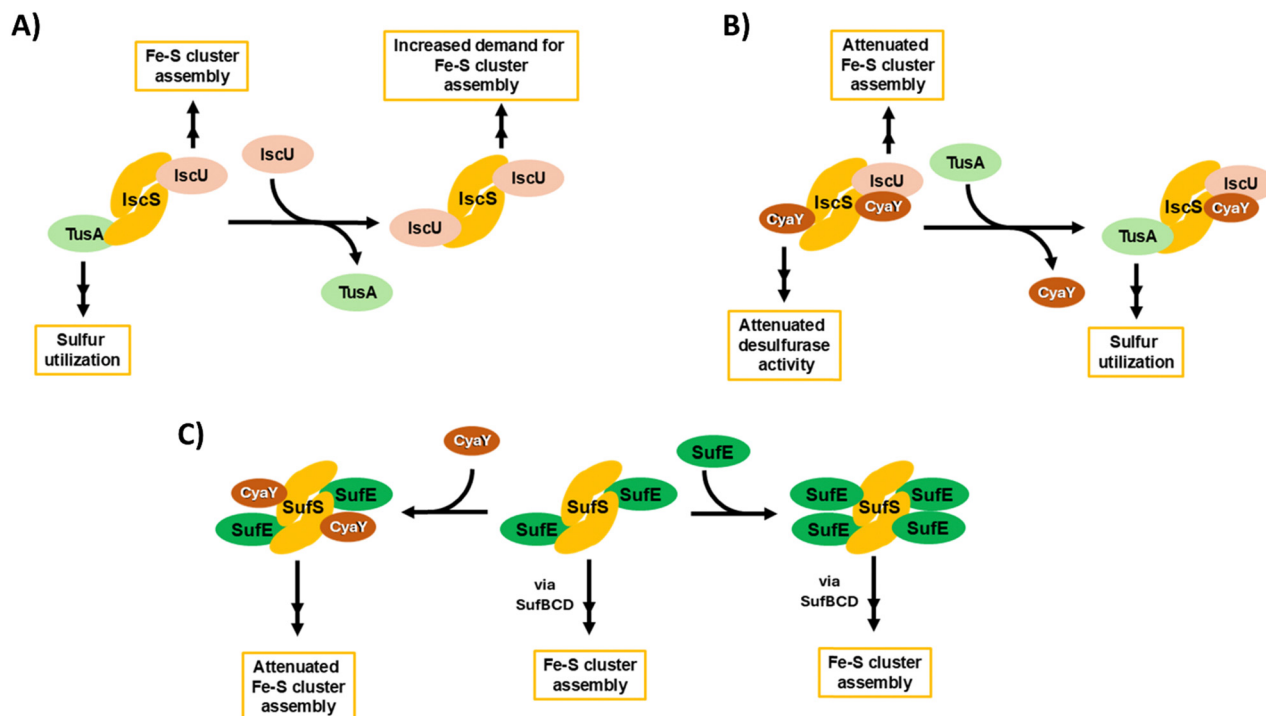 A)
Fe-S cluster
assembly
Increased demand for
Fe-S cluster
assembly
IscU
IscU
IscU
IscS
IscS
TusA
IscU
TusA
Sulfur
utilization
B)
Attenuated
Fe-S cluster
assembly
TusA
IscU
IscU
CyaY
IscS
CyaY
IscS
CyaY
TusA
CyaY
Attenuated
desulfurase
activity
Sulfur
utilization
C)
CyaY
SufE
CyaY
SufE
SufS
SufE
CyaY
SufE
SufS
SufE
SufE
SufE
SufS
SufE
SufE
via
SufBCD
via
SufBCD
Attenuated
Fe-S cluster
assembly
Fe-S cluster
assembly
Fe-S cluster
assembly